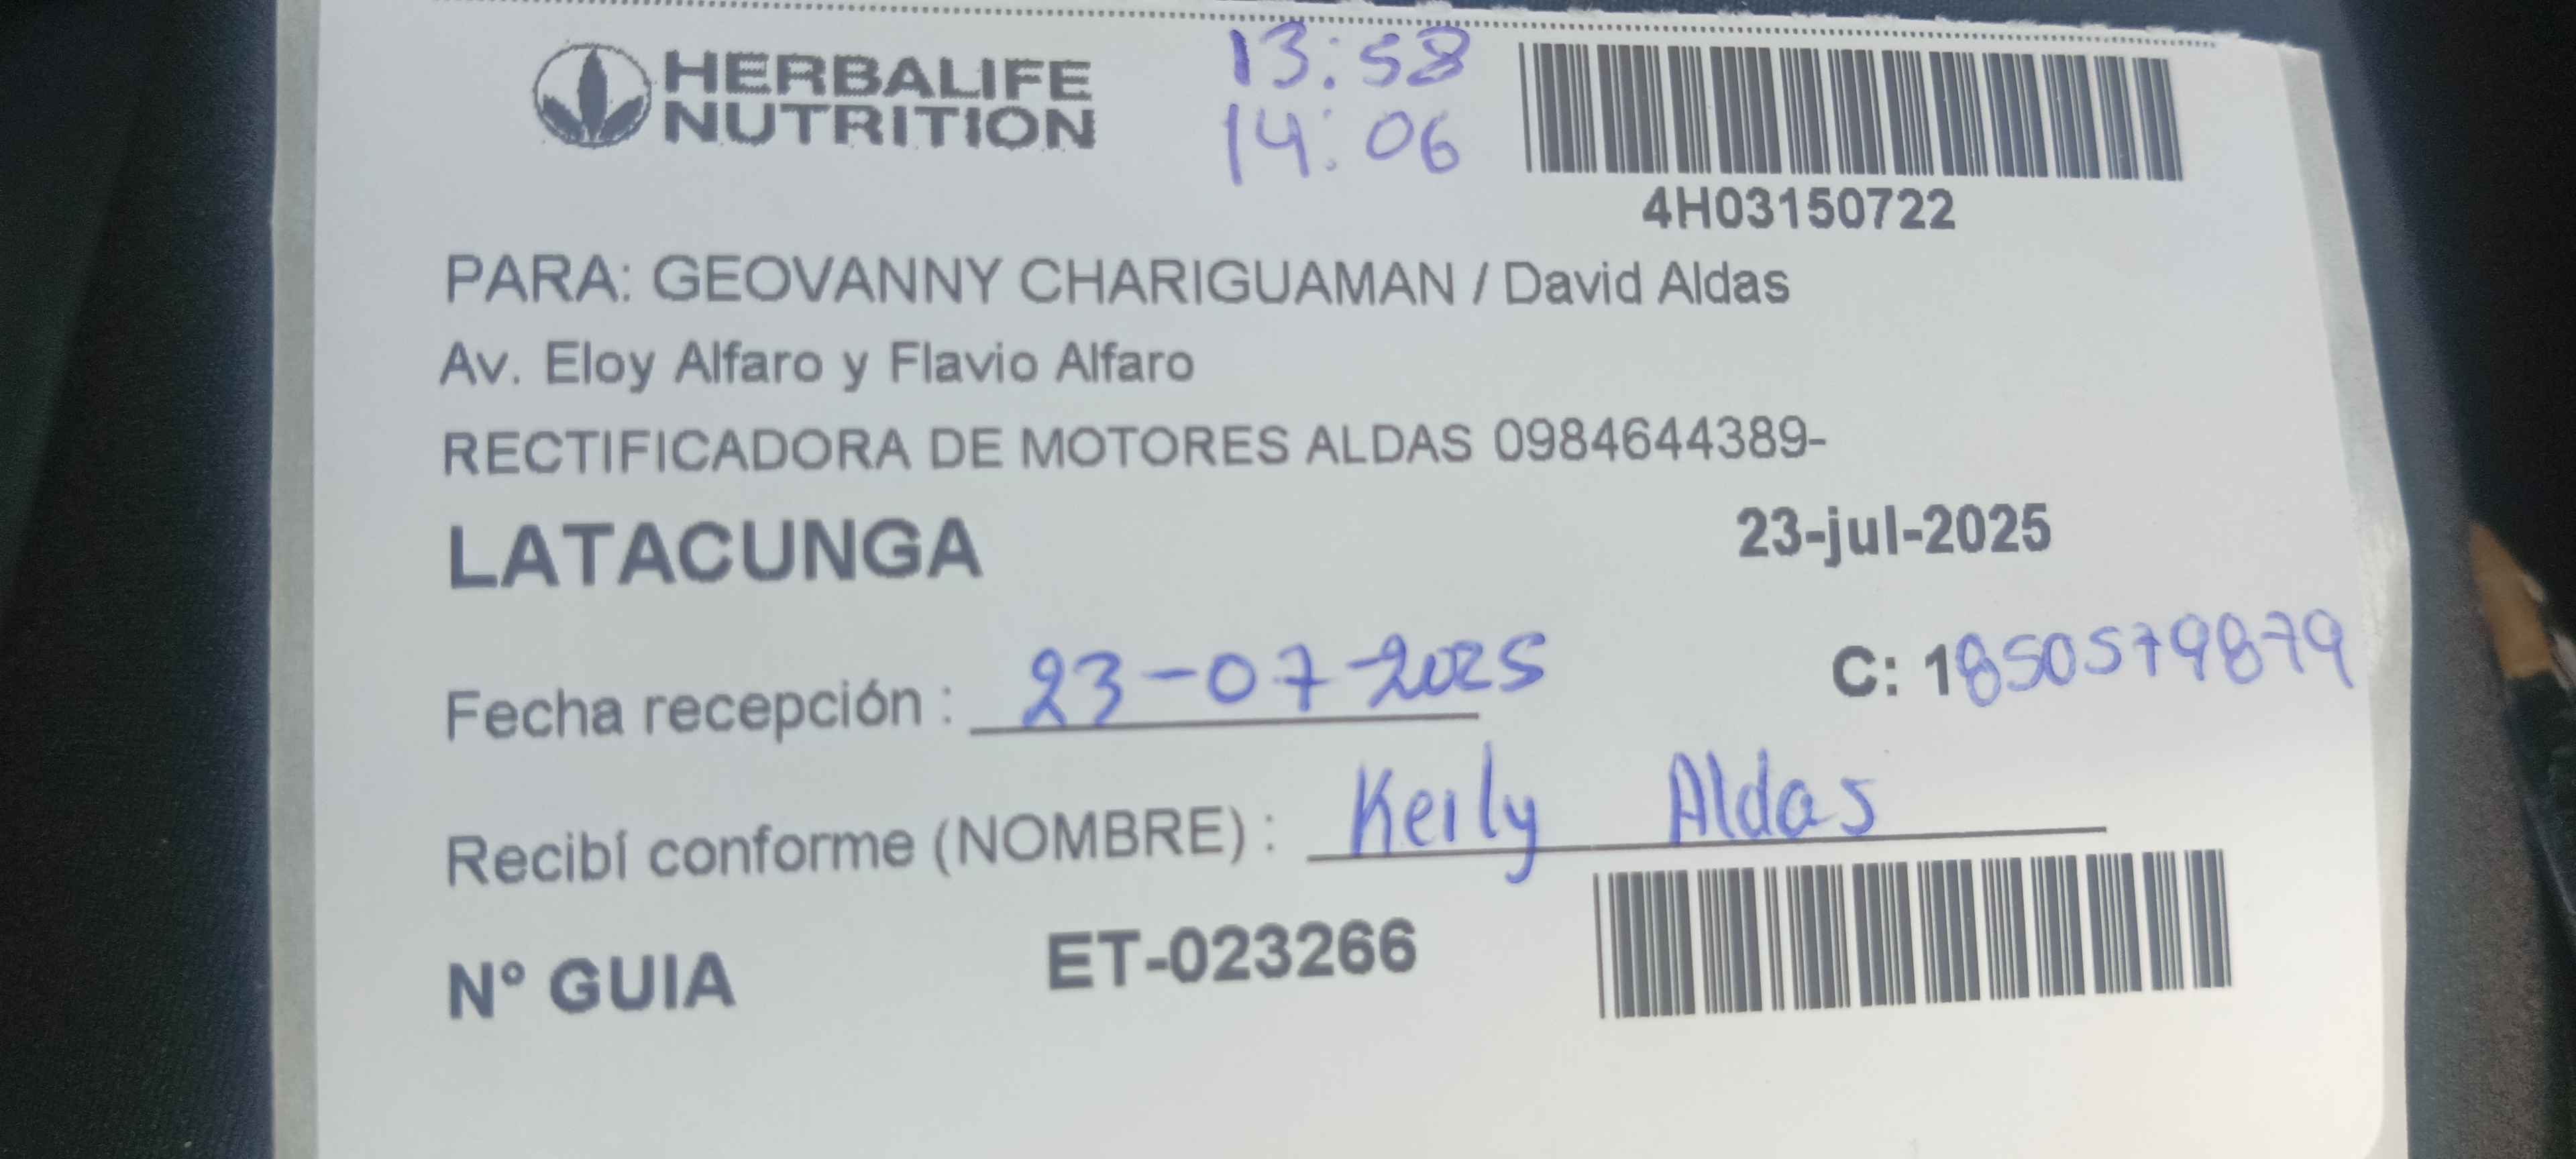 HERBALIFE
NUTRITION
13:58
14:06
4H03150722
PARA: GEOVANNY CHARIGUAMAN / David Aldas
Av. Eloy Alfaro y Flavio Alfaro
RECTIFICADORA DE MOTORES ALDAS 0984644389-
LATACUNGA
23-jul-2025
Fecha recepción : 23-07-2025
C: 1850579879
Recibí conforme (NOMBRE) : Keily Aldas
N° GUIA ET-023266